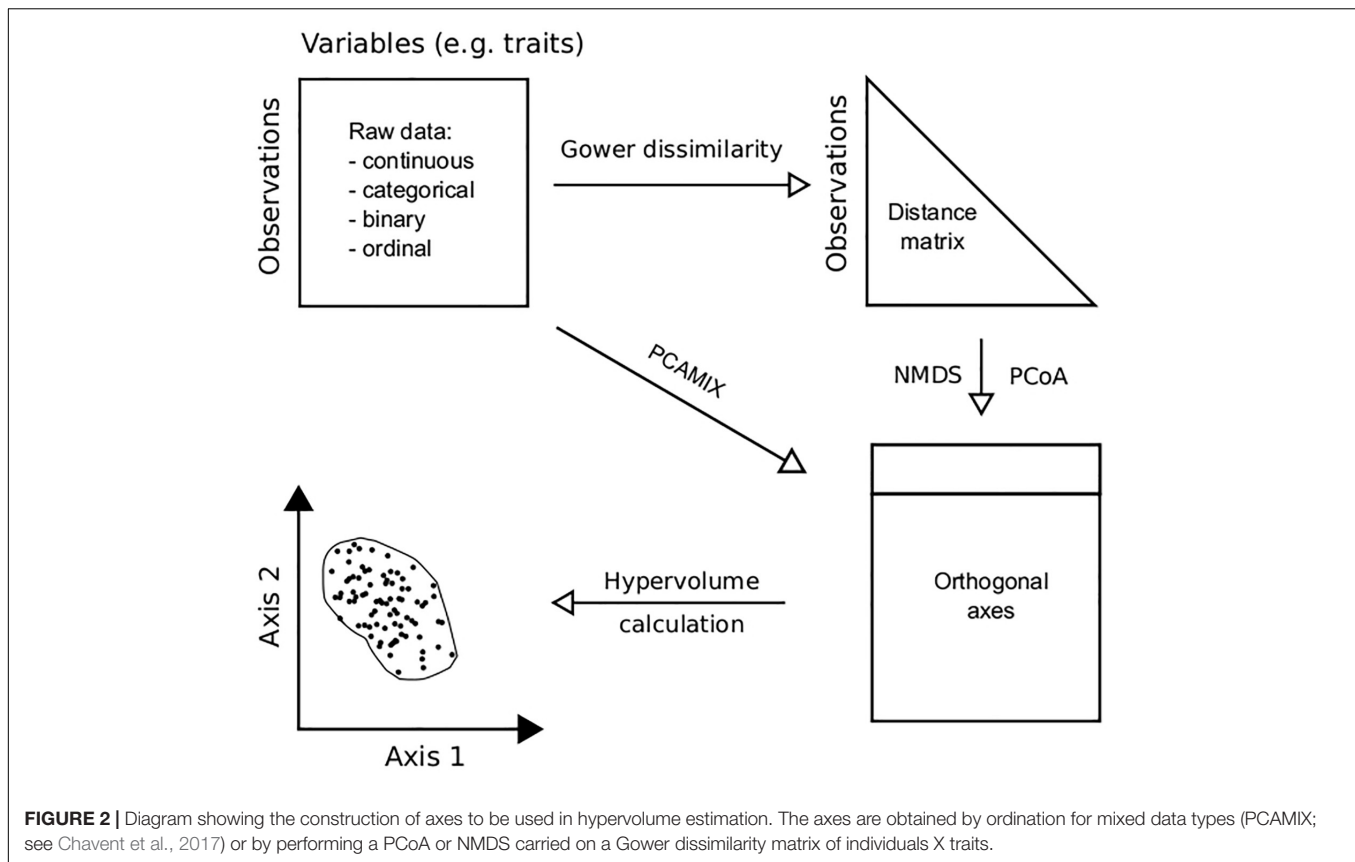 Variables (e.g. traits)
Observations
Raw data:
- continuous
- categorical
- binary
- ordinal
Gower dissimilarity
Observations
Distance
matrix
PCAMIX
NMDS
PCoA
Orthogonal
axes
Hypervolume
calculation
Axis 2
Axis 1
FIGURE 2 | Diagram showing the construction of axes to be used in hypervolume estimation. The axes are obtained by ordination for mixed data types (PCAMIX;
see Chavent et al., 2017) or by performing a PCoA or NMDS carried on a Gower dissimilarity matrix of individuals X traits.